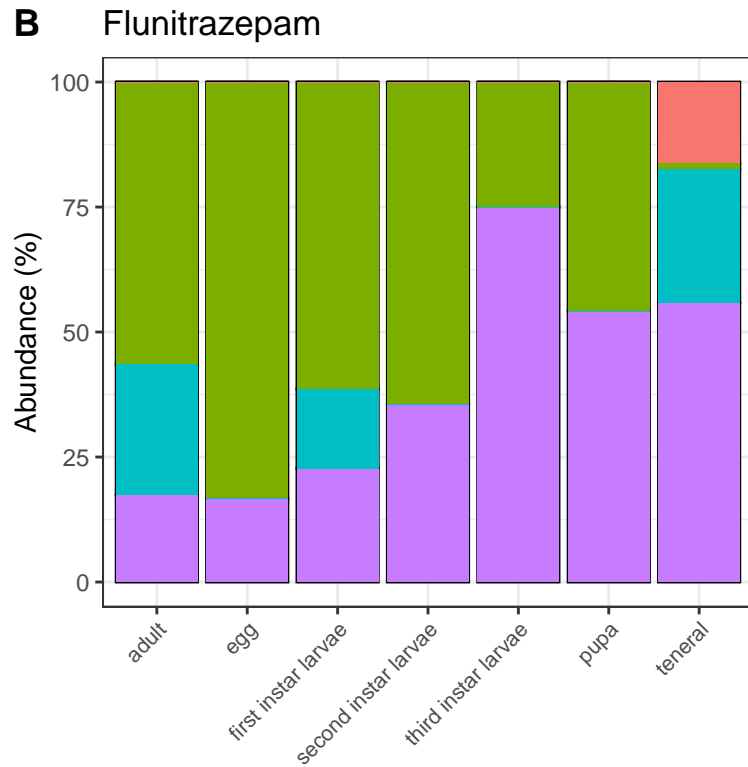 B Flunitrazepam
Abundance (%)
100
75
50
25
0
adult
egg
first instar larvae
second instar larvae
third instar larvae
pupa
teneral